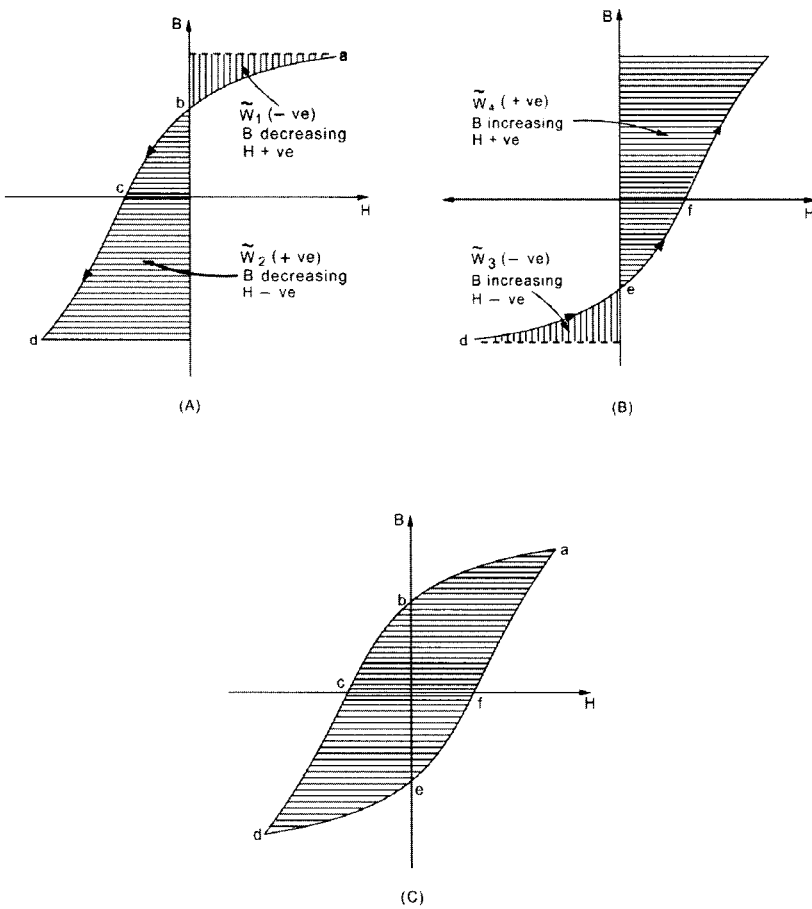 B
a
b
W̃₁ (– ve)
B decreasing
H + ve
c
H
W̃₂ (+ ve)
B decreasing
H – ve
d
(A)
B
W̃₄ (+ ve)
B increasing
H + ve
f
H
W̃₃ (– ve)
B increasing
H – ve
e
d
(B)
B
a
b
c
f
H
e
d
(C)